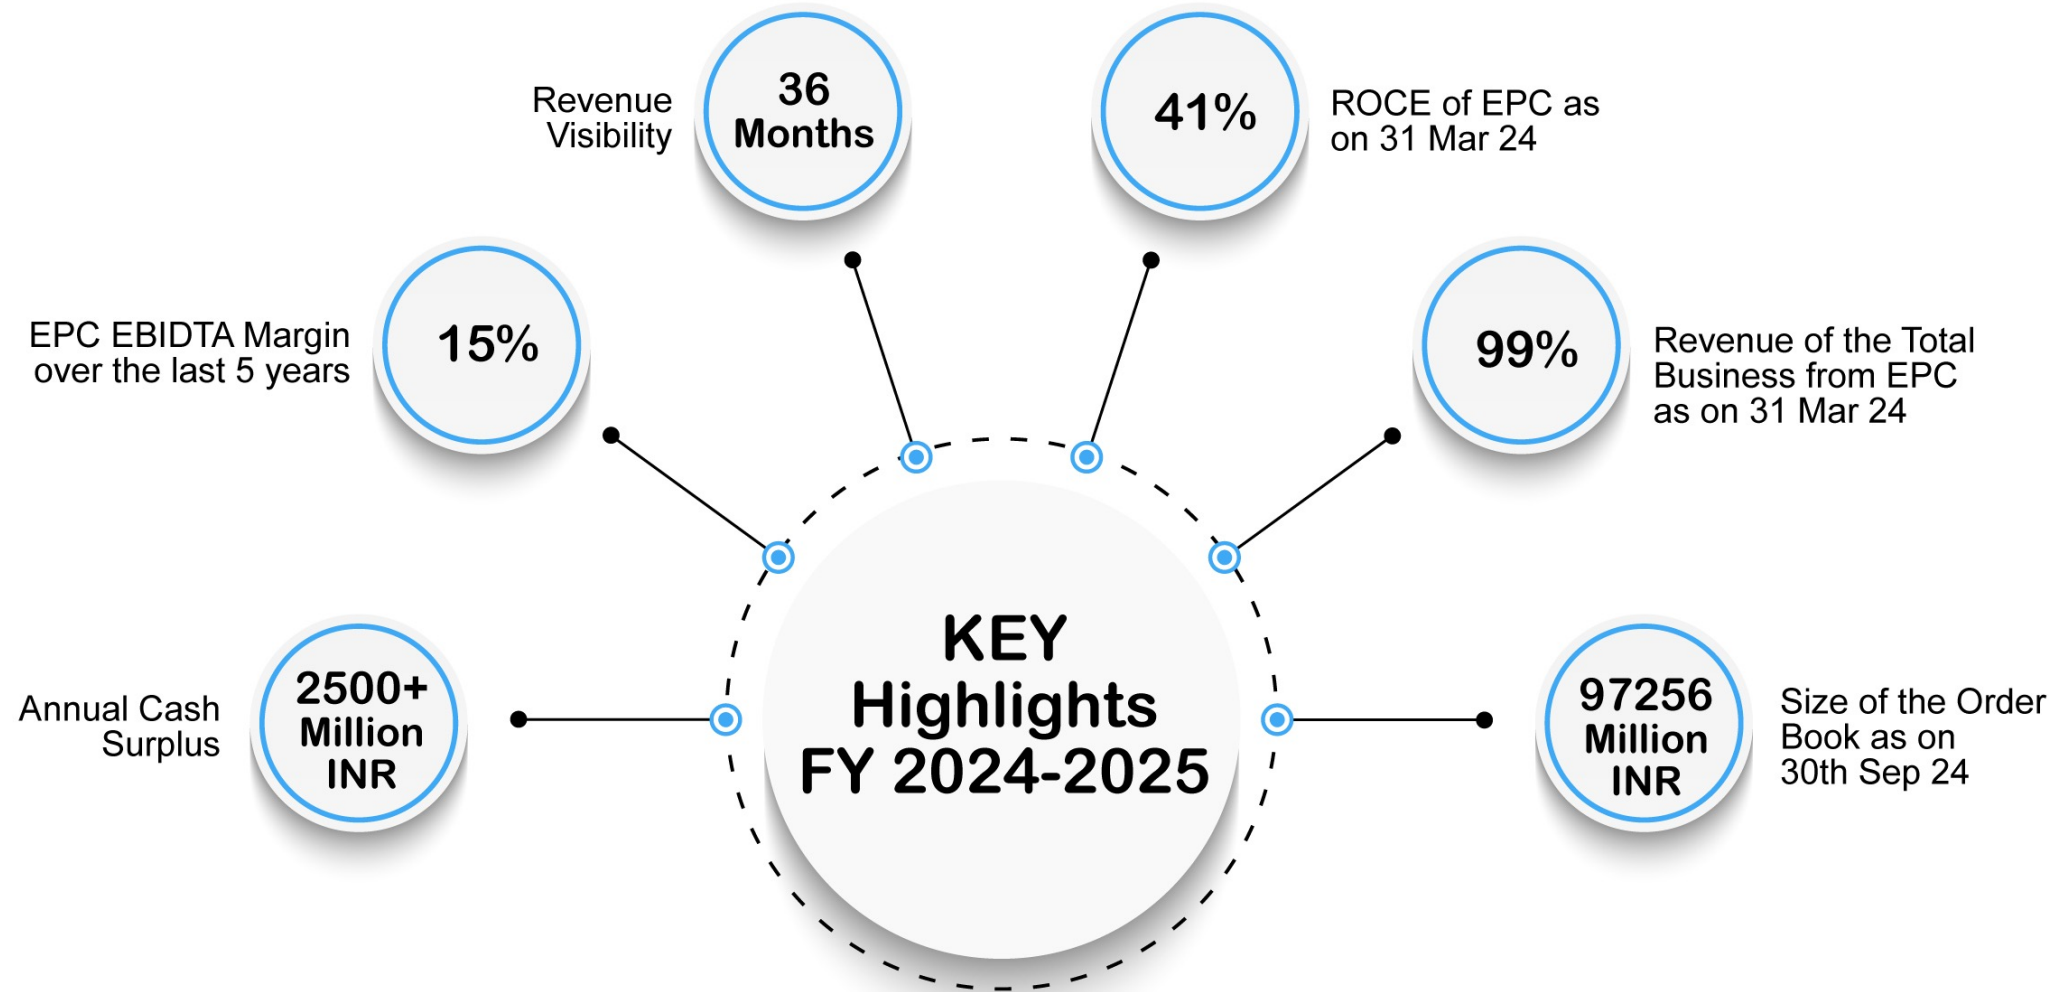 Revenue
Visibility
36
Months
41%
ROCE of EPC as
on 31 Mar 24
EPC EBIDTA Margin
over the last 5 years
15%
99%
Revenue of the Total
Business from EPC
as on 31 Mar 24
Annual Cash
Surplus
2500+
Million
INR
KEY
Highlights
FY 2024-2025
97256
Million
INR
Size of the Order
Book as on
30th Sep 24